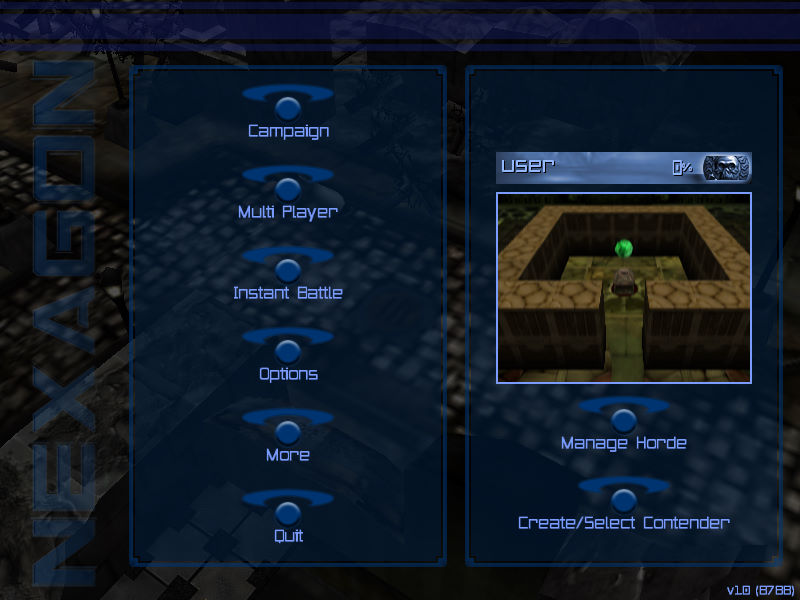 NEXAGON
Campaign
Multi Player
Instant Battle
Options
More
Quit
user 0%
Manage Horde
Create/Select Contender
v1.0 (8788)